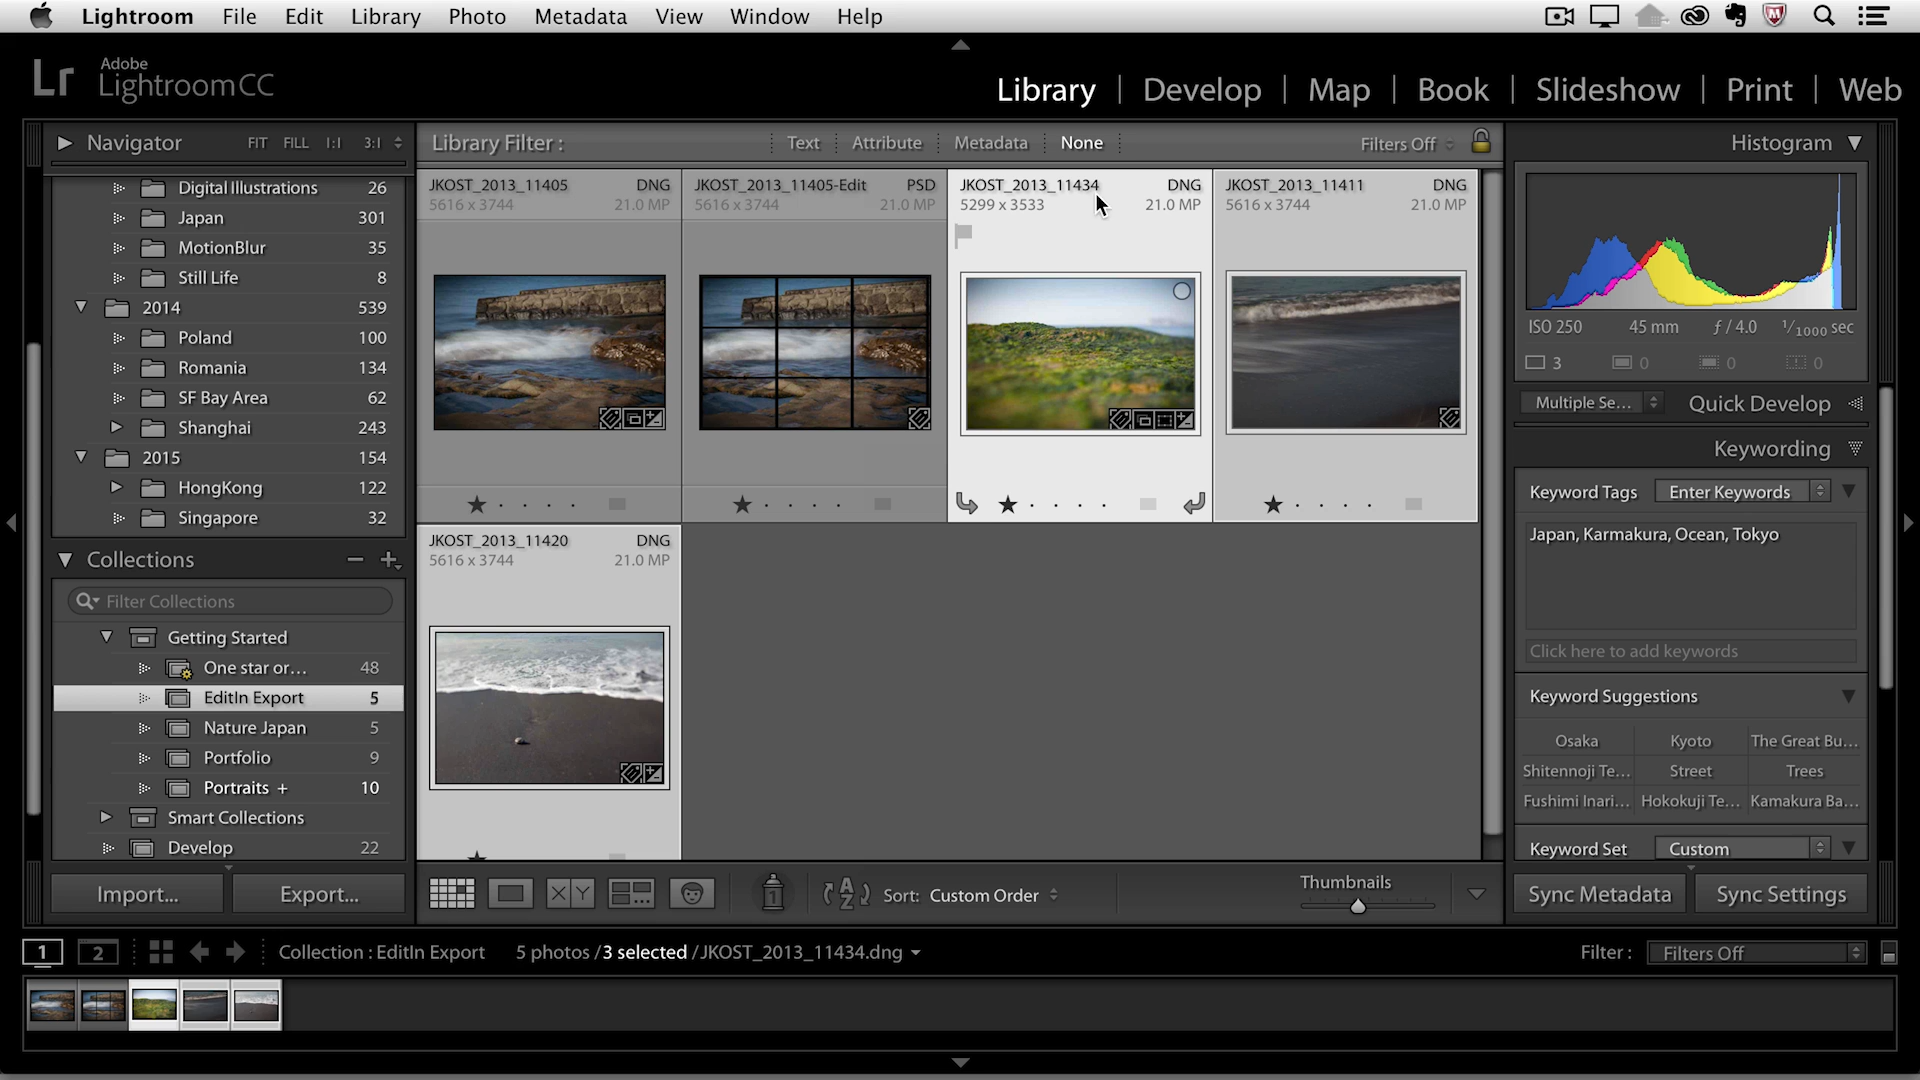 Lightroom File Edit Library Photo Metadata View Window Help
Lr Adobe Lightroom CC
Library | Develop | Map | Book | Slideshow | Print | Web
Navigator FIT FILL 1:1 3:1
Digital Illustrations 26
Japan 301
MotionBlur 35
Still Life 8
2014 539
Poland 100
Romania 134
SF Bay Area 62
Shanghai 243
2015 154
HongKong 122
Singapore 32
Collections
Filter Collections
Getting Started
One star or... 48
EditIn Export 5
Nature Japan 5
Portfolio 9
Portraits + 10
Smart Collections
Develop 22
Import... Export...
Library Filter : Text Attribute Metadata None Filters Off
JKOST_2013_11405 DNG
5616 x 3744 21.0 MP
JKOST_2013_11405-Edit PSD
5616 x 3744 21.0 MP
JKOST_2013_11434 DNG
5299 x 3533 21.0 MP
JKOST_2013_11411 DNG
5616 x 3744 21.0 MP
JKOST_2013_11420 DNG
5616 x 3744 21.0 MP
XY 1 AZ Sort: Custom Order Thumbnails
Histogram
ISO 250 45 mm f / 4.0 1/1000 sec
3 0 0 0
Multiple Se... Quick Develop
Keywording
Keyword Tags Enter Keywords
Japan, Karmakura, Ocean, Tokyo
Click here to add keywords
Keyword Suggestions
Osaka Kyoto The Great Bu...
Shitennoji Te... Street Trees
Fushimi Inari... Hokokuji Te... Kamakura Ba...
Keyword Set Custom
Sync Metadata Sync Settings
1 2 Collection : EditIn Export 5 photos /3 selected /JKOST_2013_11434.dng Filter : Filters Off